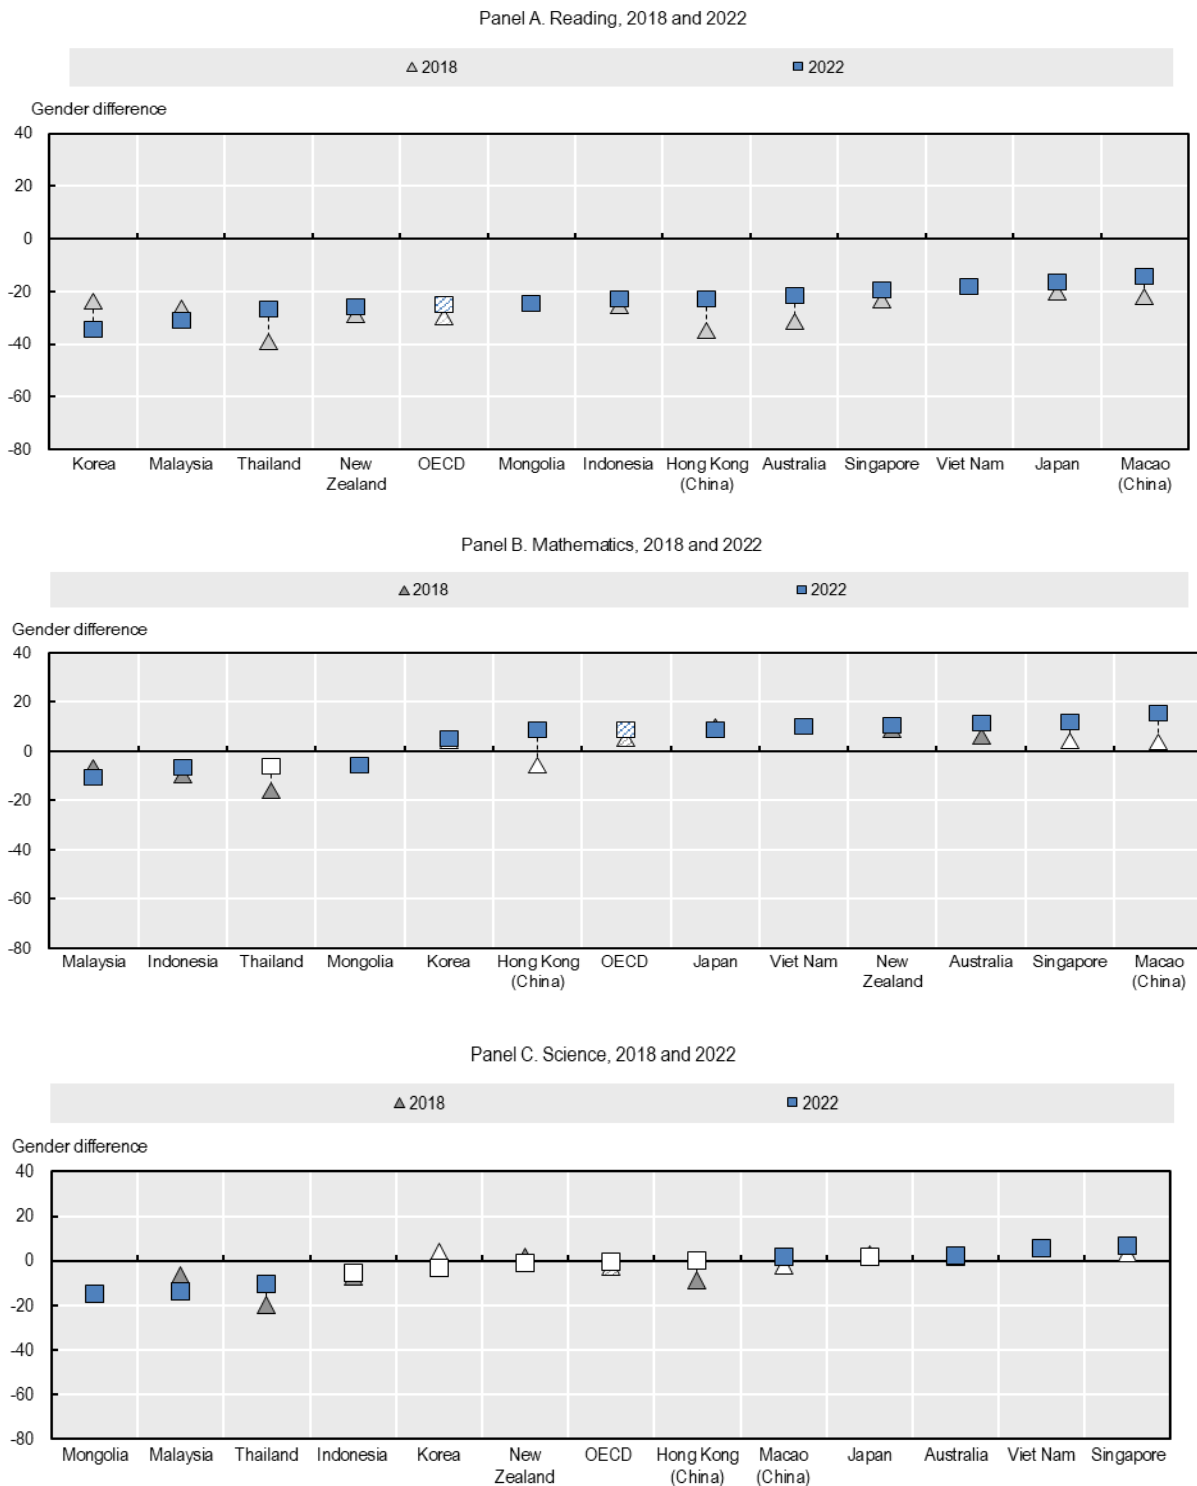 Panel A. Reading, 2018 and 2022
2018 2022
Gender difference
40
20
0
-20
-40
-60
-80
Korea Malaysia Thailand New Zealand OECD Mongolia Indonesia Hong Kong (China) Australia Singapore Viet Nam Japan Macao (China)
Panel B. Mathematics, 2018 and 2022
2018 2022
Gender difference
40
20
0
-20
-40
-60
-80
Malaysia Indonesia Thailand Mongolia Korea Hong Kong (China) OECD Japan Viet Nam New Zealand Australia Singapore Macao (China)
Panel C. Science, 2018 and 2022
2018 2022
Gender difference
40
20
0
-20
-40
-60
-80
Mongolia Malaysia Thailand Indonesia Korea New Zealand OECD Hong Kong (China) Macao (China) Japan Australia Viet Nam Singapore